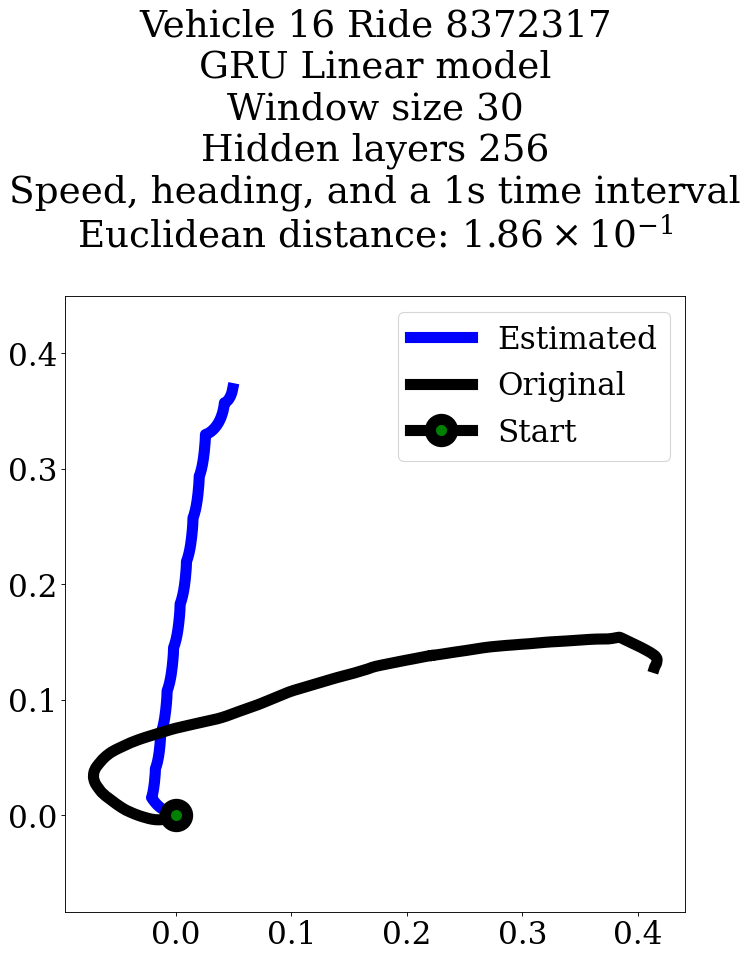 Vehicle 16 Ride 8372317
GRU Linear model
Window size 30
Hidden layers 256
Speed, heading, and a 1s time interval
Euclidean distance: 1.86 × 10⁻¹
Estimated
Original
Start
0.4
0.3
0.2
0.1
0.0
0.0 0.1 0.2 0.3 0.4